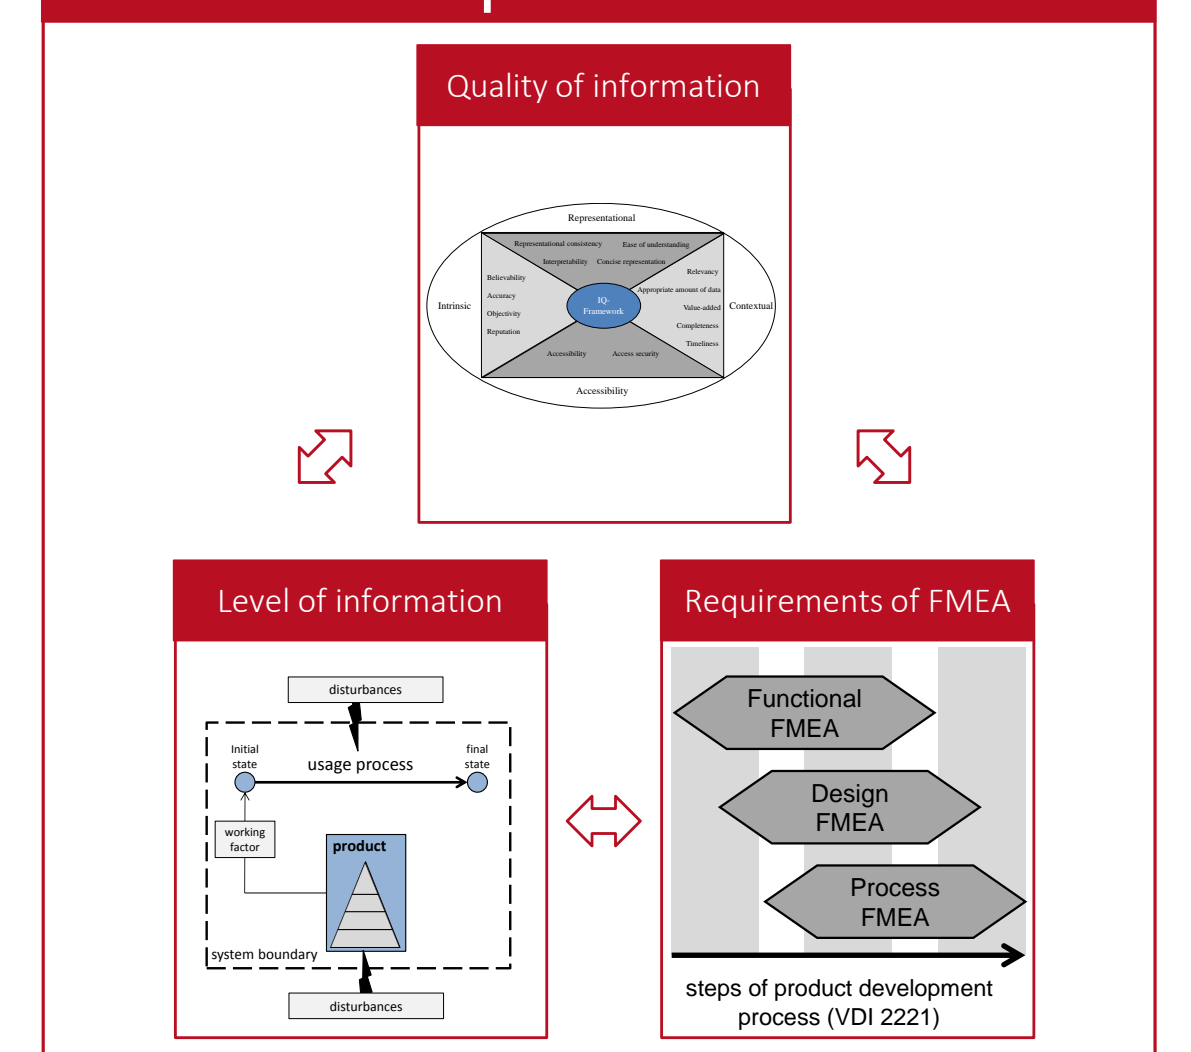 Quality of information
Representational
Representational consistency
Ease of understanding
Interpretability
Concise representation
Believability
Accuracy
Objectivity
Reputation
Intrinsic
IQ-
Framework
Relevancy
Appropriate amount of data
Value-added
Completeness
Timeliness
Contextual
Accessibility
Access security
Accessibility
Level of information
disturbances
Initial
state
usage process
final
state
working
factor
product
system boundary
disturbances
Requirements of FMEA
Functional
FMEA
Design
FMEA
Process
FMEA
steps of product development
process (VDI 2221)